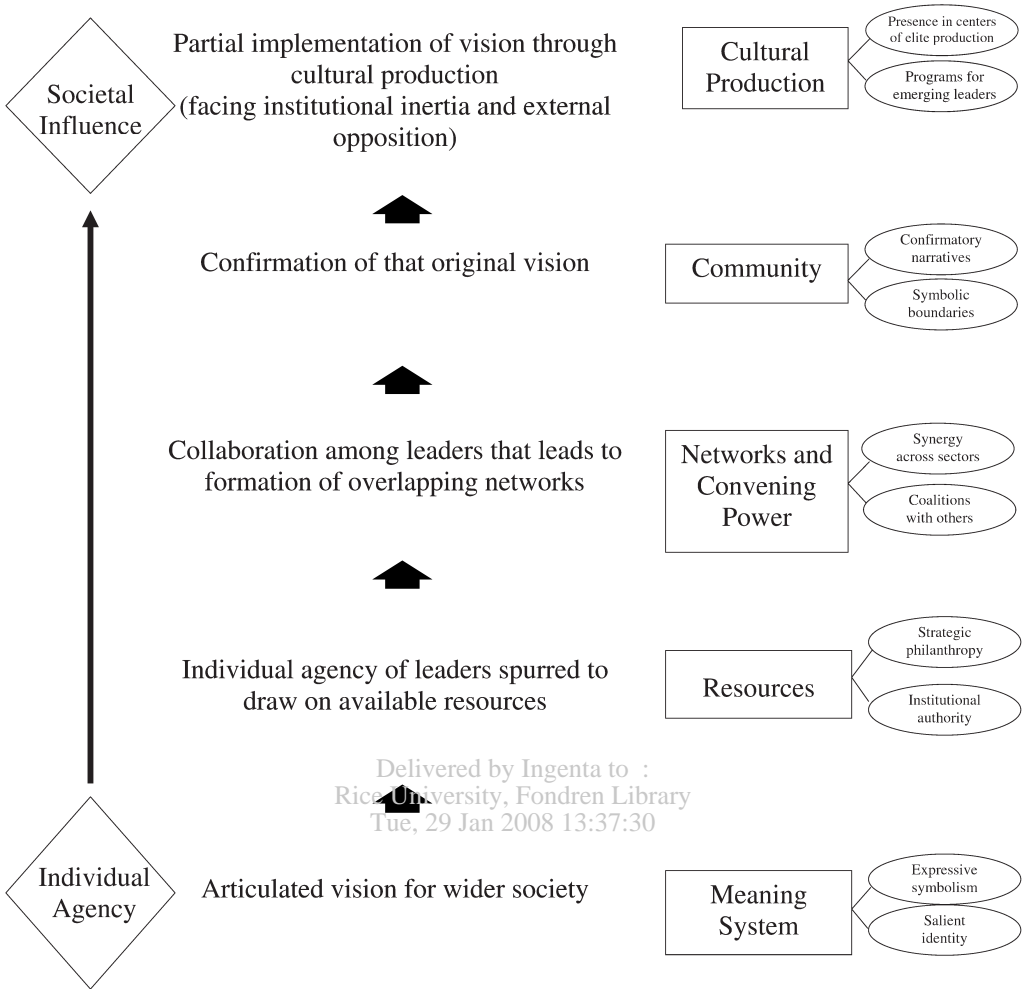 Societal
Influence
Partial implementation of vision through
cultural production
(facing institutional inertia and external
opposition)
Cultural
Production
Presence in centers
of elite production
Programs for
emerging leaders
Confirmation of that original vision
Community
Confirmatory
narratives
Symbolic
boundaries
Collaboration among leaders that leads to
formation of overlapping networks
Networks and
Convening
Power
Synergy
across sectors
Coalitions
with others
Individual agency of leaders spurred to
draw on available resources
Resources
Strategic
philanthropy
Institutional
authority
Delivered by Ingenta to :
Rice University, Fondren Library
Tue, 29 Jan 2008 13:37:30
Individual
Agency
Articulated vision for wider society
Meaning
System
Expressive
symbolism
Salient
identity